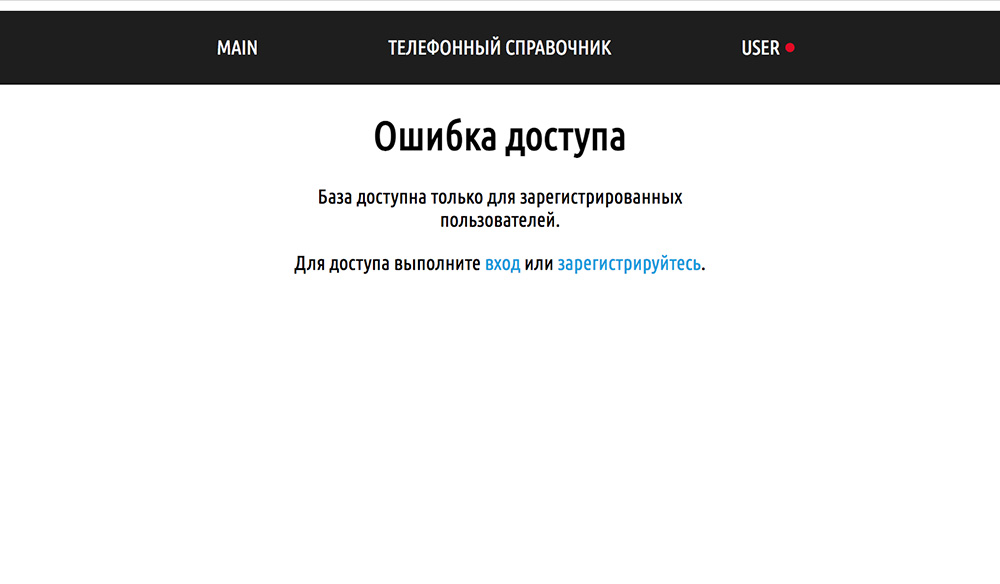 MAIN ТЕЛЕФОННЫЙ СПРАВОЧНИК USER
Ошибка доступа
База доступна только для зарегистрированных
пользователей.
Для доступа выполните вход или зарегистрируйтесь.